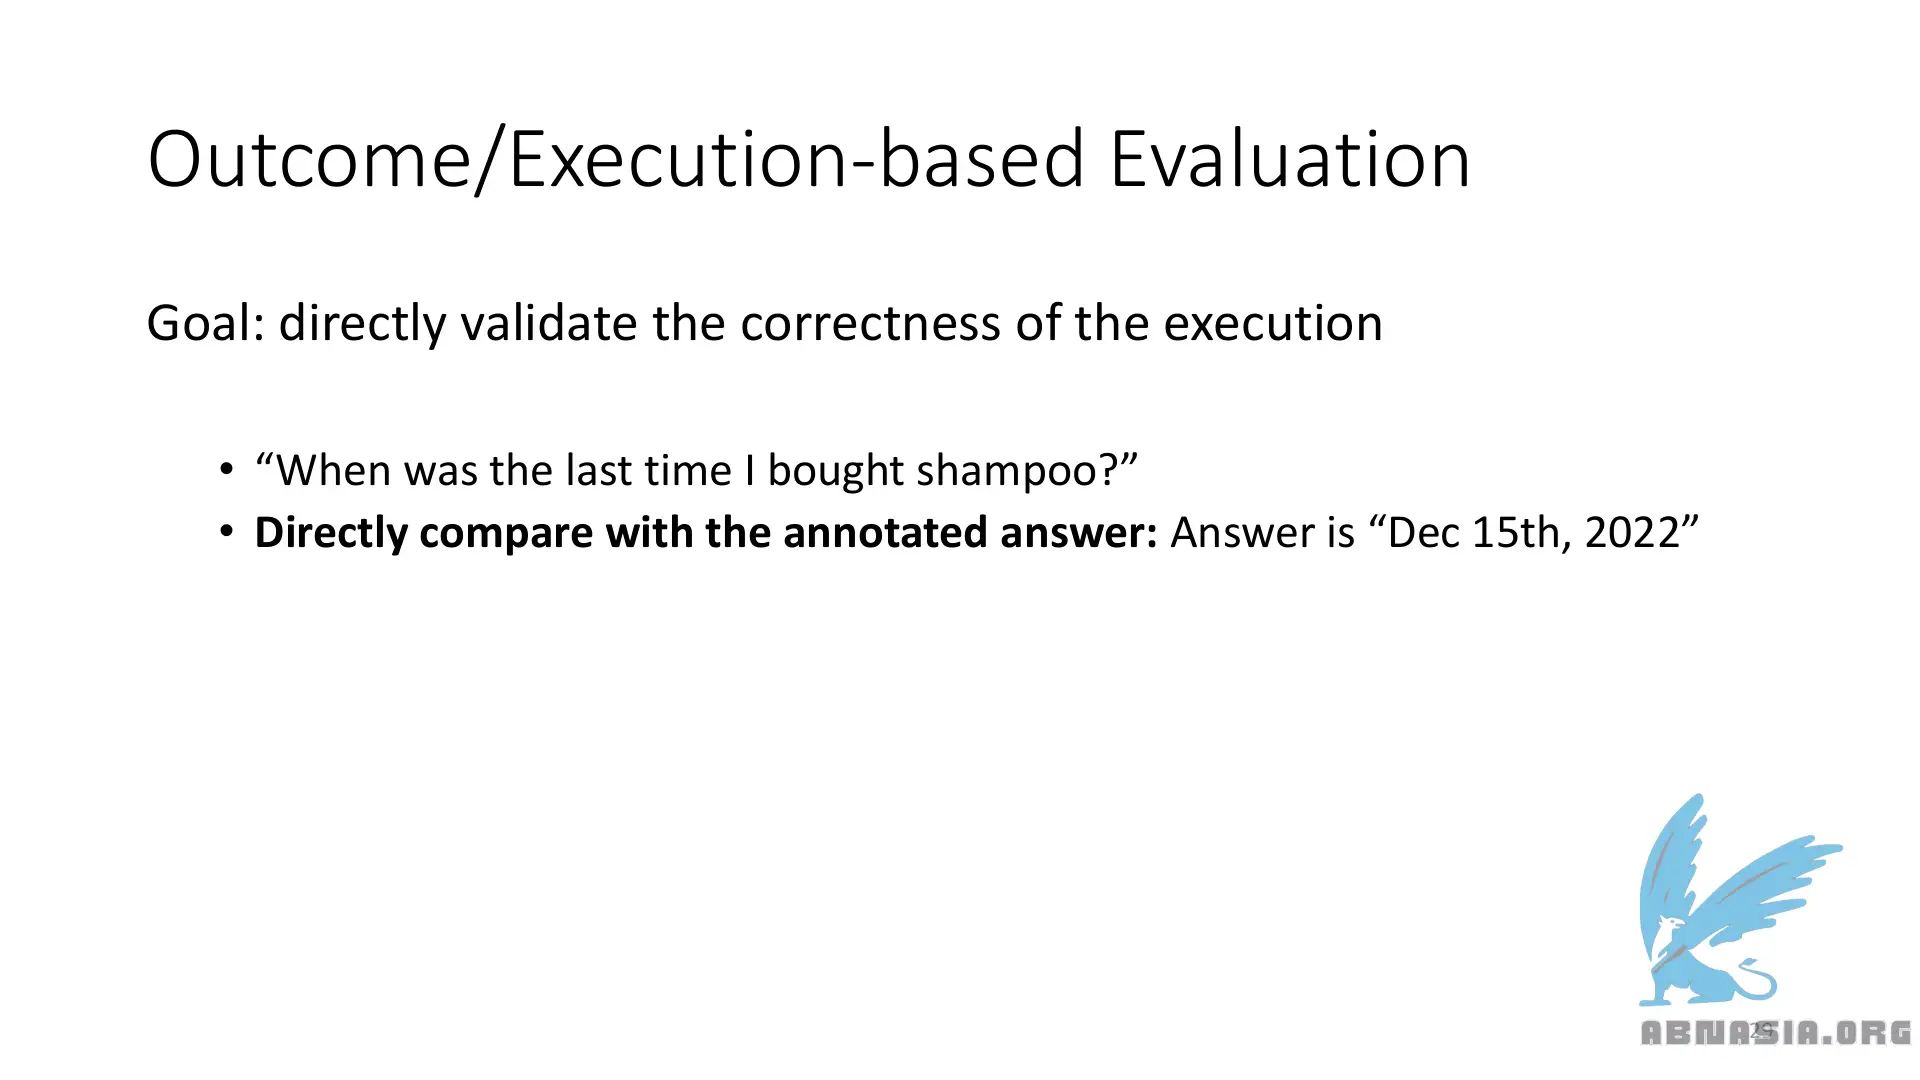 Outcome/Execution-based Evaluation
Goal: directly validate the correctness of the execution
• “When was the last time I bought shampoo?”
• Directly compare with the annotated answer: Answer is “Dec 15th, 2022”
29
ABNASIA.ORG